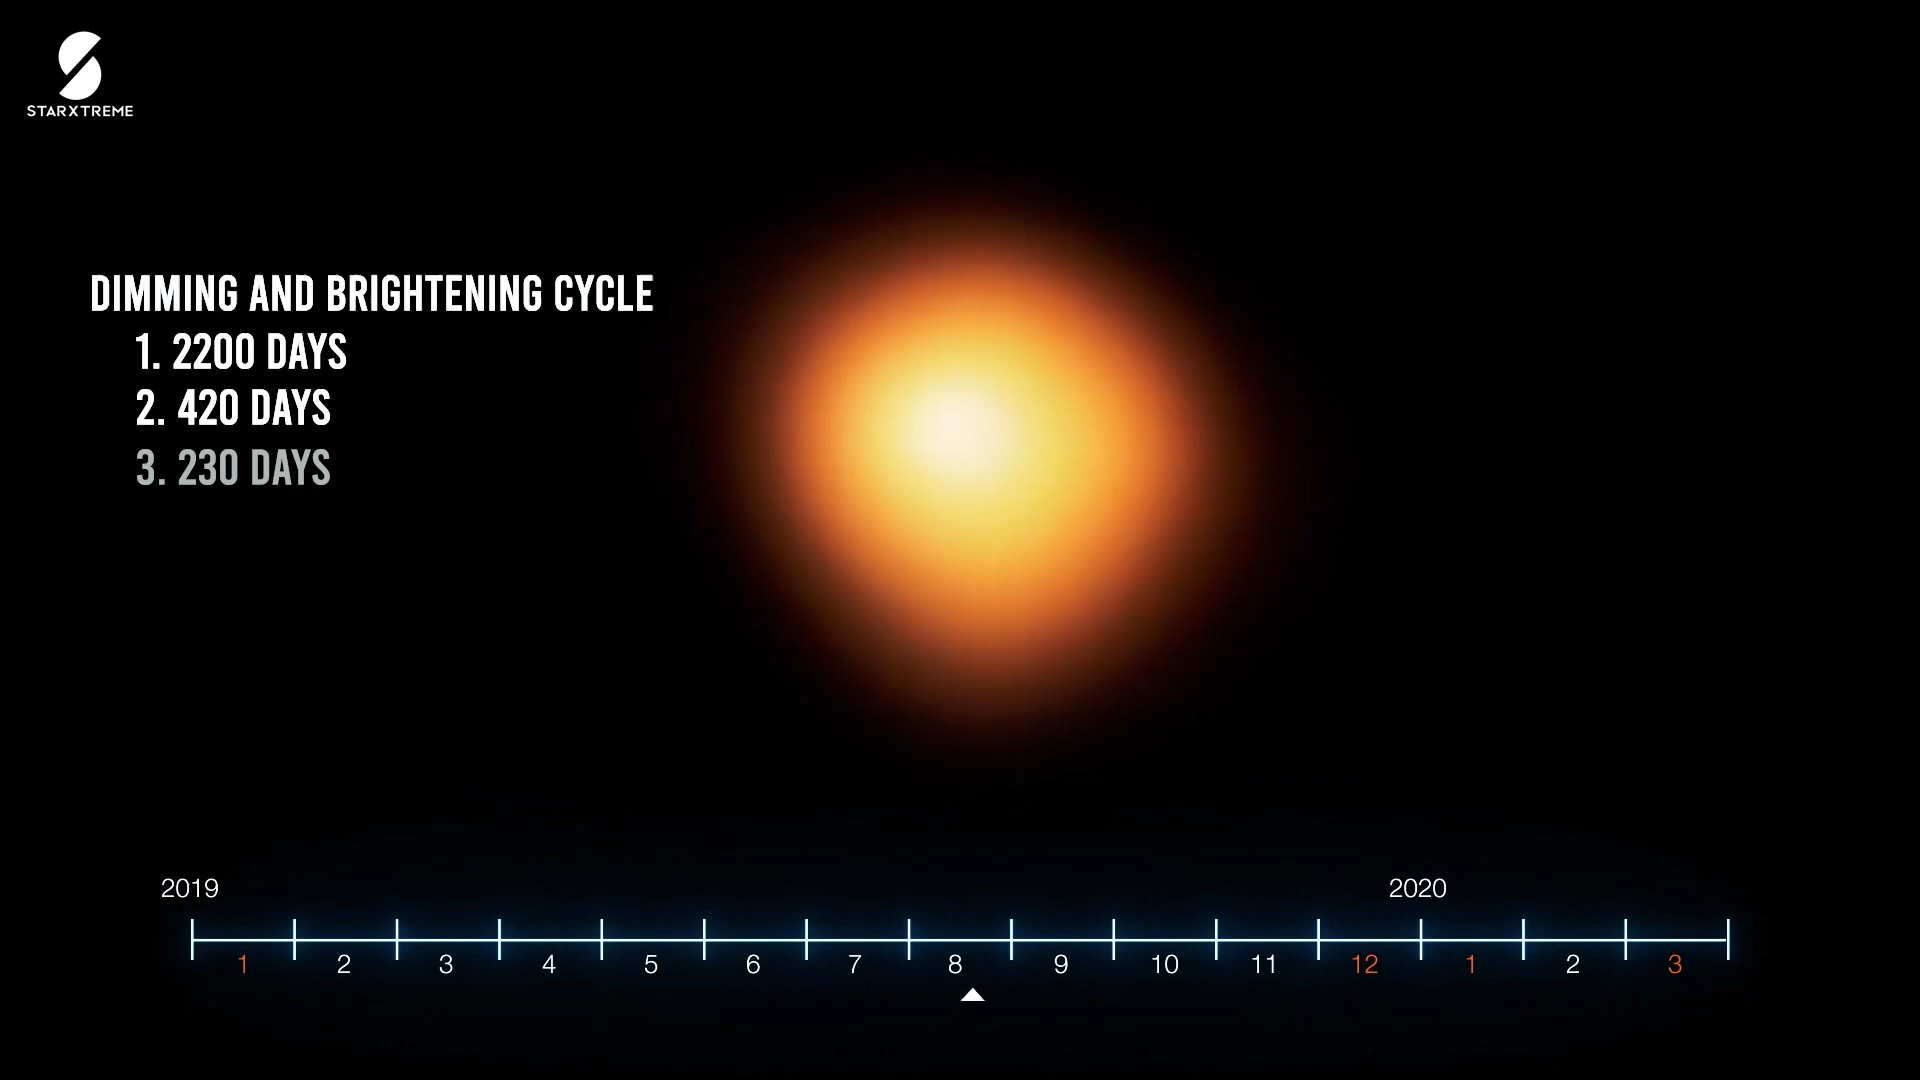 STARXTREME
DIMMING AND BRIGHTENING CYCLE
1. 2200 DAYS
2. 420 DAYS
3. 230 DAYS
2019 2020
1 2 3 4 5 6 7 8 9 10 11 12 1 2 3